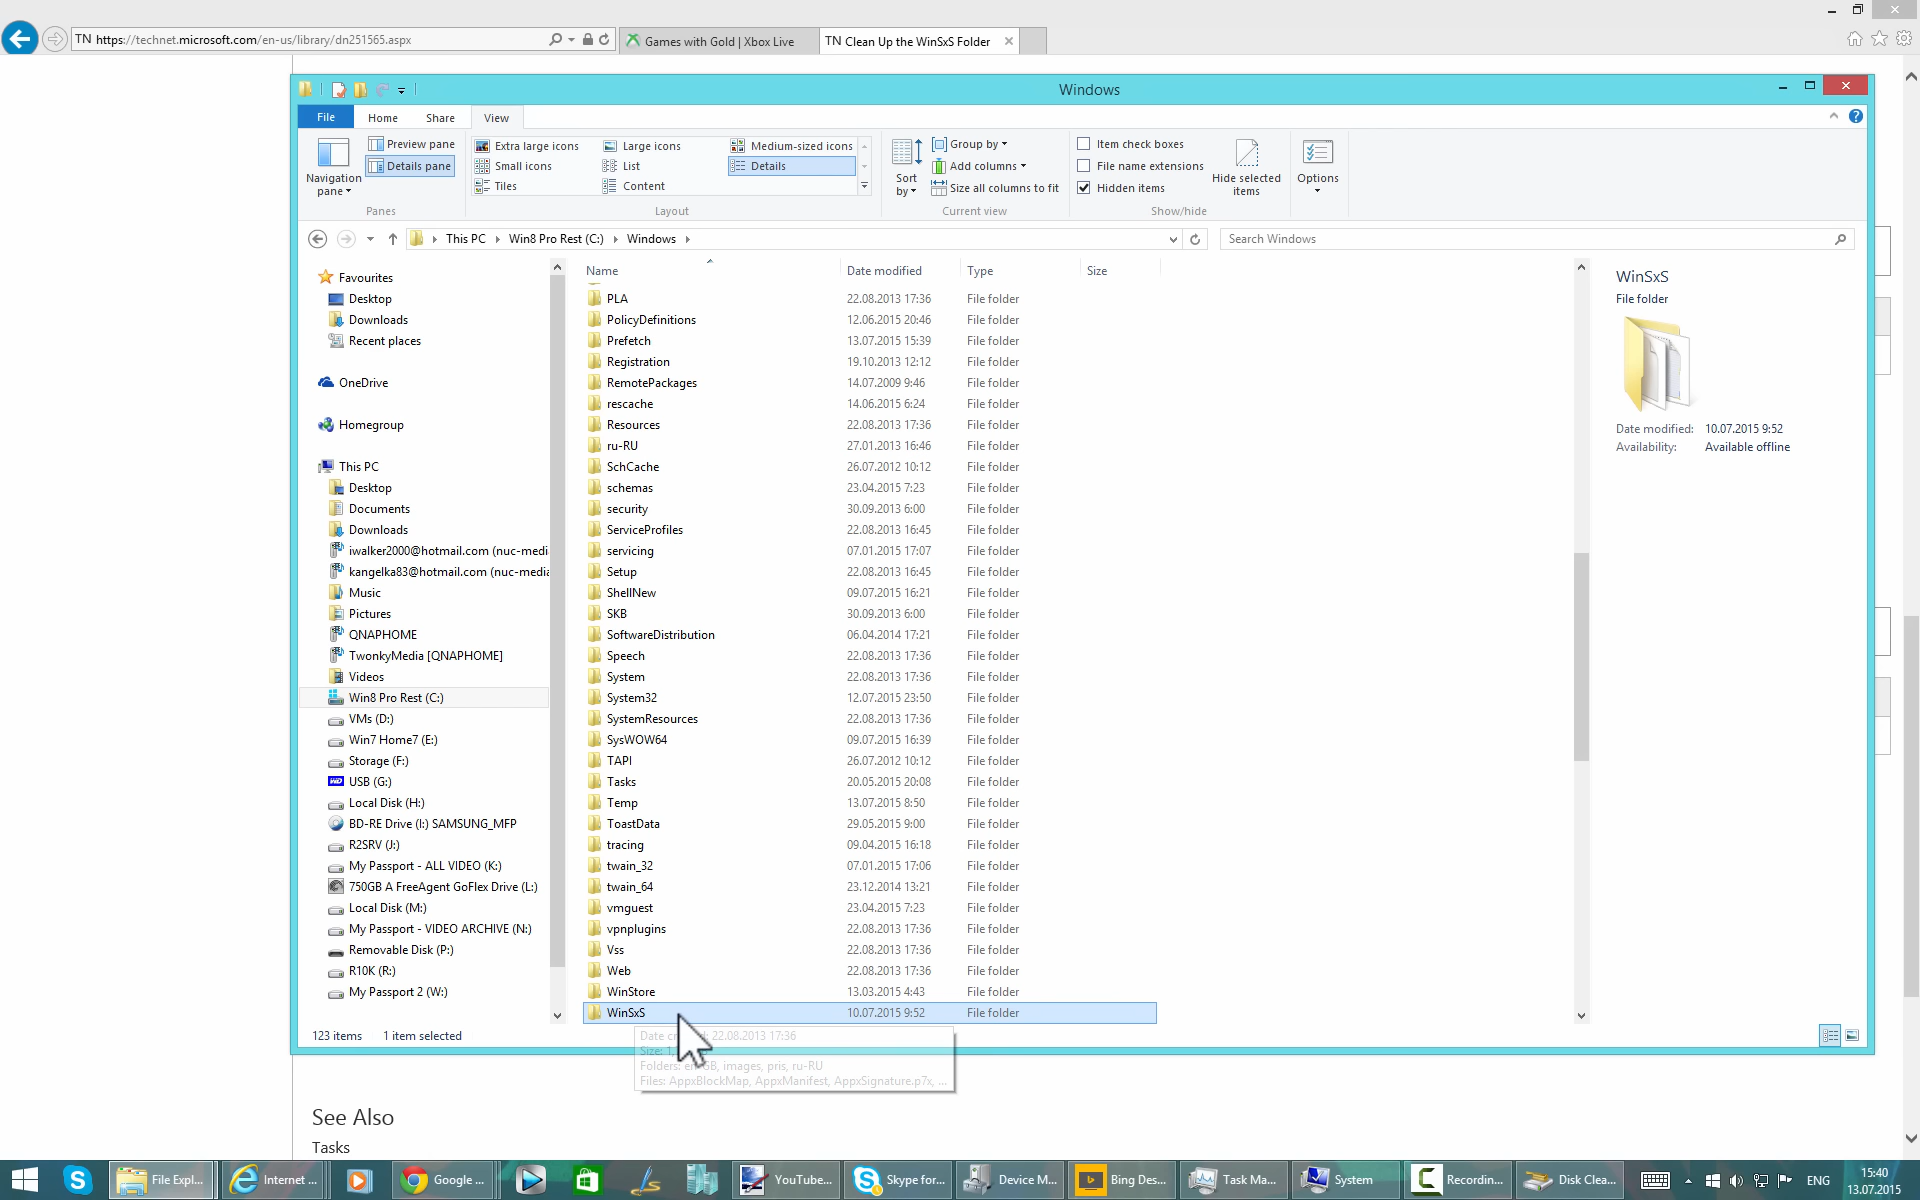 TN https://technet.microsoft.com/en-us/library/dn251565.aspx
Games with Gold | Xbox Live
TN Clean Up the WinSxS Folder
Windows
File Home Share View
Navigation pane
Preview pane
Details pane
Panes
Extra large icons Large icons Medium-sized icons
Small icons List Details
Tiles Content
Layout
Sort by
Group by
Add columns
Size all columns to fit
Current view
Item check boxes
File name extensions
Hidden items
Hide selected items
Show/hide
Options
This PC Win8 Pro Rest (C:) Windows
Search Windows
Favourites
Desktop
Downloads
Recent places
OneDrive
Homegroup
This PC
Desktop
Documents
Downloads
iwalker2000@hotmail.com (nuc-medi
kangelka83@hotmail.com (nuc-media
Music
Pictures
QNAPHOME
TwonkyMedia [QNAPHOME]
Videos
Win8 Pro Rest (C:)
VMs (D:)
Win7 Home7 (E:)
Storage (F:)
USB (G:)
Local Disk (H:)
BD-RE Drive (I:) SAMSUNG_MFP
R2SRV (J:)
My Passport - ALL VIDEO (K:)
750GB A FreeAgent GoFlex Drive (L:)
Local Disk (M:)
My Passport - VIDEO ARCHIVE (N:)
Removable Disk (P:)
R10K (R:)
My Passport 2 (W:)
Name Date modified Type Size
PLA 22.08.2013 17:36 File folder
PolicyDefinitions 12.06.2015 20:46 File folder
Prefetch 13.07.2015 15:39 File folder
Registration 19.10.2013 12:12 File folder
RemotePackages 14.07.2009 9:46 File folder
rescache 14.06.2015 6:24 File folder
Resources 22.08.2013 17:36 File folder
ru-RU 27.01.2013 16:46 File folder
SchCache 26.07.2012 10:12 File folder
schemas 23.04.2015 7:23 File folder
security 30.09.2013 6:00 File folder
ServiceProfiles 22.08.2013 16:45 File folder
servicing 07.01.2015 17:07 File folder
Setup 22.08.2013 16:45 File folder
ShellNew 09.07.2015 16:21 File folder
SKB 30.09.2013 6:00 File folder
SoftwareDistribution 06.04.2014 17:21 File folder
Speech 22.08.2013 17:36 File folder
System 22.08.2013 17:36 File folder
System32 12.07.2015 23:50 File folder
SystemResources 22.08.2013 17:36 File folder
SysWOW64 09.07.2015 16:39 File folder
TAPI 26.07.2012 10:12 File folder
Tasks 20.05.2015 20:08 File folder
Temp 13.07.2015 8:50 File folder
ToastData 29.05.2015 9:00 File folder
tracing 09.04.2015 16:18 File folder
twain_32 07.01.2015 17:06 File folder
twain_64 23.12.2014 13:21 File folder
vmguest 23.04.2015 7:23 File folder
vpnplugins 22.08.2013 17:36 File folder
Vss 22.08.2013 17:36 File folder
Web 22.08.2013 17:36 File folder
WinStore 13.03.2015 4:43 File folder
WinSxS 10.07.2015 9:52 File folder
WinSxS
File folder
Date modified: 10.07.2015 9:52
Availability: Available offline
123 items 1 item selected
Date 22.08.2013 17:36
Size:
Folders: images, pris, ru-RU
Files: AppxBlockMap, AppxManifest, AppxSignature.p7x, ...
See Also
Tasks
File Expl... Internet ... Google ... YouTube... Skype for... Device M... Bing Des... Task Ma... System Recordin... Disk Clea...
ENG
15:40
13.07.2015